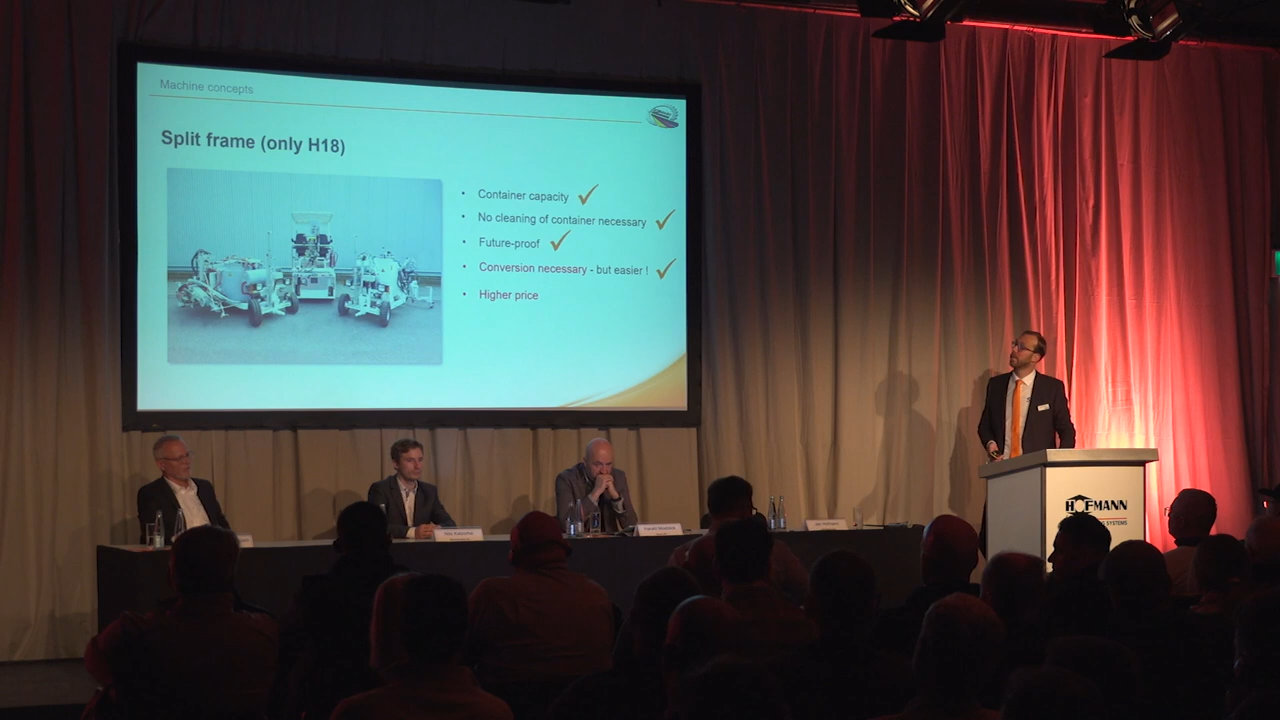 Machine concepts
Split frame (only H18)
• Container capacity
• No cleaning of container necessary
• Future-proof
• Conversion necessary - but easier !
• Higher price
HOFMANN
SYSTEMS